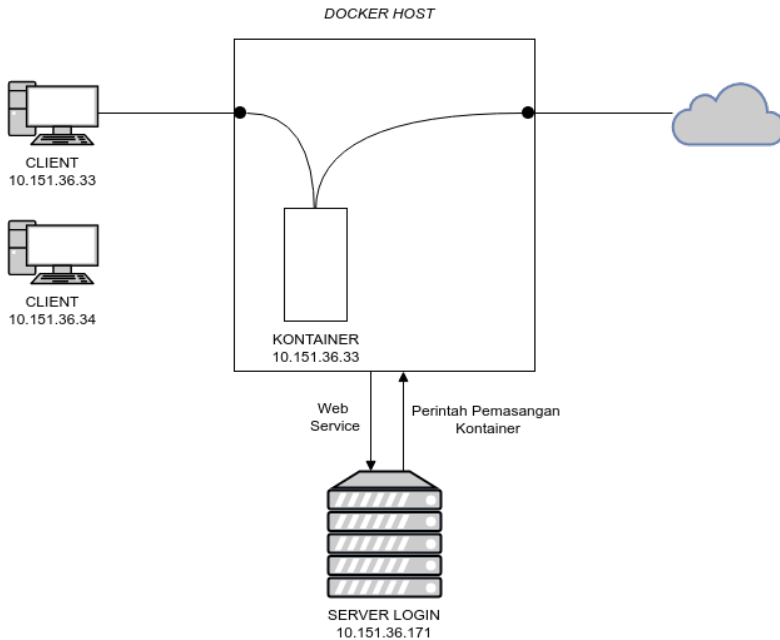 DOCKER HOST
CLIENT
10.151.36.33
CLIENT
10.151.36.34
KONTAINER
10.151.36.33
Web
Service
Perintah Pemasangan
Kontainer
SERVER LOGIN
10.151.36.171